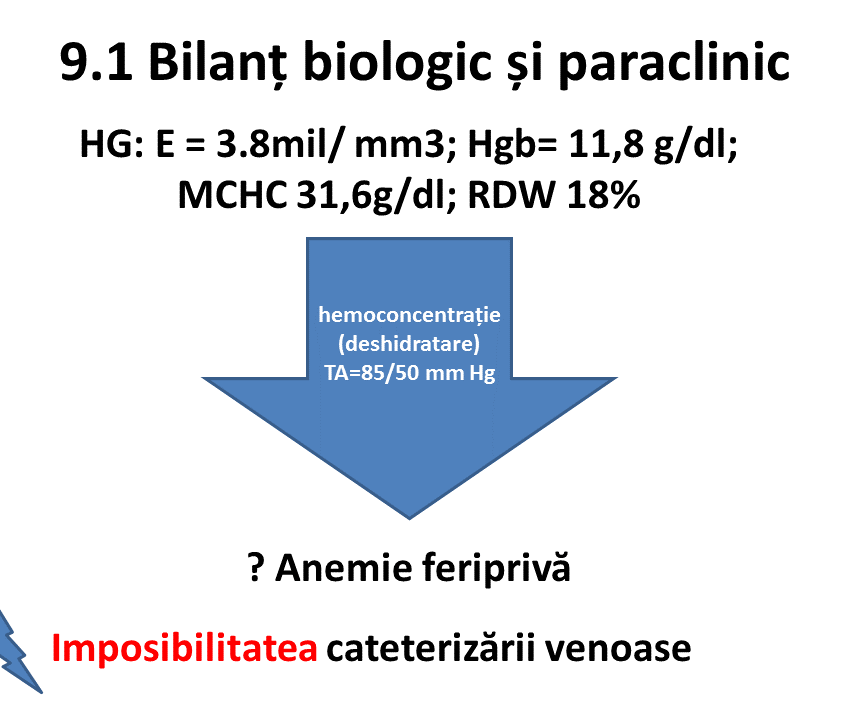 9.1 Bilanț biologic și paraclinic
HG: E = 3.8mil/ mm3; Hgb= 11,8 g/dl;
MCHC 31,6g/dl; RDW 18%
hemoconcentrație
(deshidratare)
TA=85/50 mm Hg
? Anemie feriprivă
Imposibilitatea cateterizării venoase